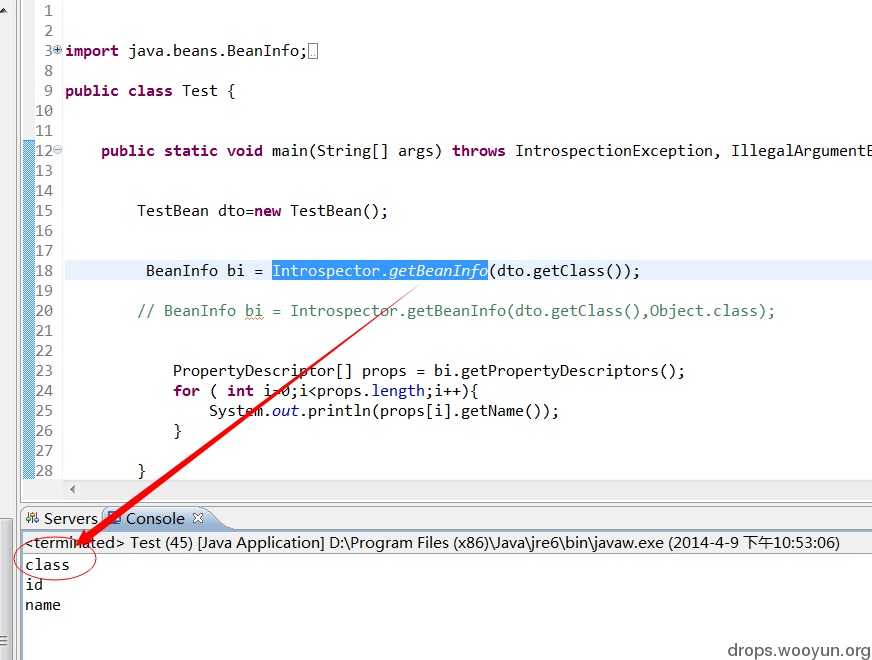 1
2
3 import java.beans.BeanInfo;
8
9 public class Test {
10
11
12 public static void main(String[] args) throws IntrospectionException, IllegalArgumentE
13
14
15 TestBean dto=new TestBean();
16
17
18 BeanInfo bi = Introspector.getBeanInfo(dto.getClass());
19
20 // BeanInfo bi = Introspector.getBeanInfo(dto.getClass(),Object.class);
21
22
23 PropertyDescriptor[] props = bi.getPropertyDescriptors();
24 for ( int i=0;i<props.length;i++){
25 System.out.println(props[i].getName());
26 }
27
28 }
Servers Console
<terminated> Test (45) [Java Application] D:\Program Files (x86)\Java\jre6\bin\javaw.exe (2014-4-9 下午10:53:06)
class
id
name
drops.wooyun.org